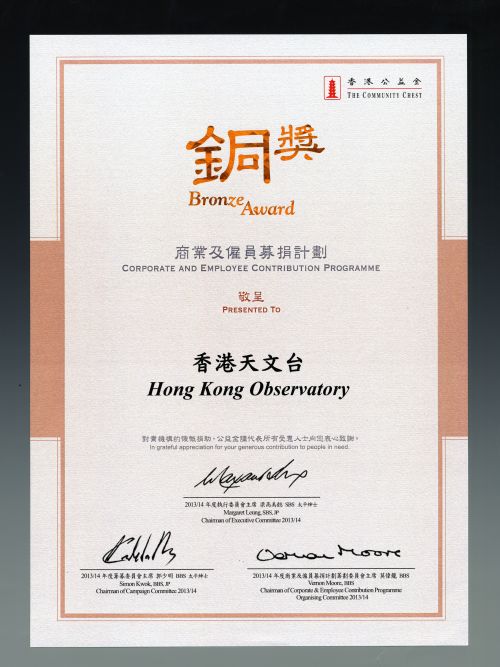 香港公益金
THE COMMUNITY CHEST
銅獎
Bronze Award
商業及僱員募捐計劃
CORPORATE AND EMPLOYEE CONTRIBUTION PROGRAMME
敬呈
PRESENTED TO
香港天文台
Hong Kong Observatory
對貴機構的慷慨捐助，公益金謹代表所有受惠人士向您衷心致謝。
In grateful appreciation for your generous contribution to people in need.
2013/14 年度執行委員會主席 梁高美懿 SBS 太平紳士
Margaret Leung, SBS, JP
Chairman of Executive Committee 2013/14
2013/14 年度籌募委員會主席 郭少明 BBS 太平紳士
Simon Kwok, BBS, JP
Chairman of Campaign Committee 2013/14
Vernon Moore
2013/14 年度商業及僱員募捐計劃籌劃委員會主席 莫偉龍 BBS
Vernon Moore, BBS
Chairman of Corporate & Employee Contribution Programme
Organising Committee 2013/14